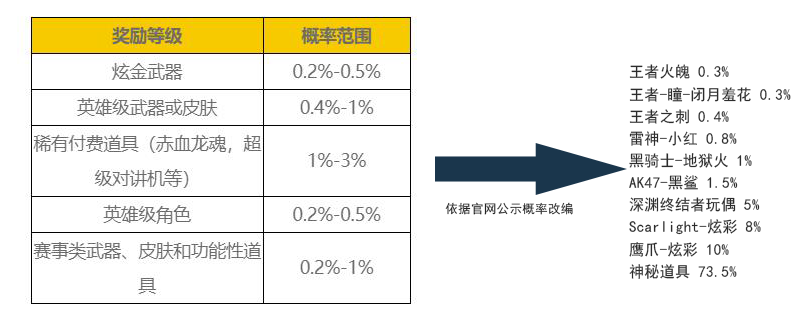 奖励等级 概率范围
炫金武器 0.2%-0.5%
英雄级武器或皮肤 0.4%-1%
稀有付费道具（赤血龙魂，超
级对讲机等） 1%-3%
英雄级角色 0.2%-0.5%
赛事类武器、皮肤和功能性道
具 0.2%-1%
依据官网公示概率改编
王者火魄 0.3%
王者-瞳-闭月羞花 0.3%
王者之刺 0.4%
雷神-小红 0.8%
黑骑士-地狱火 1%
AK47-黑鲨 1.5%
深渊终结者玩偶 5%
Scarlight-炫彩 8%
鹰爪-炫彩 10%
神秘道具 73.5%